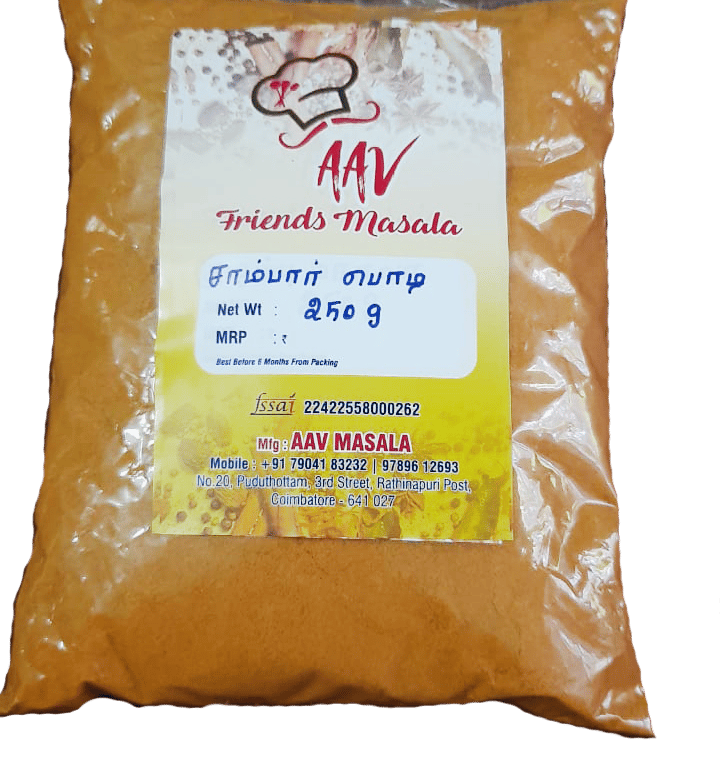 AAV
Friends Masala
சாம்பார் பொடி
Net Wt : 250 g
MRP : ₹
Best Before 6 Months From Packing
fssai 22422558000262
Mfg : AAV MASALA
Mobile : +91 79041 83232 | 97896 12693
No.20, Puduthottam, 3rd Street, Rathinapuri Post,
Coimbatore - 641 027